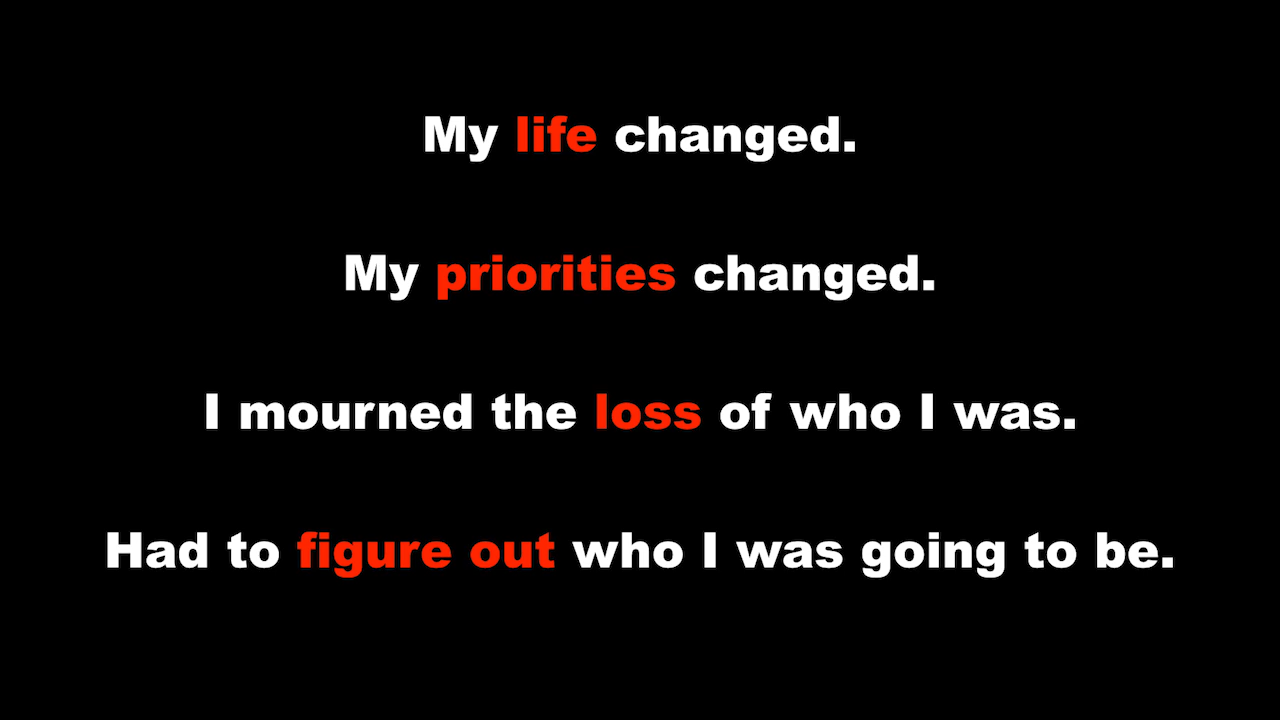 My life changed.
My priorities changed.
I mourned the loss of who I was.
Had to figure out who I was going to be.